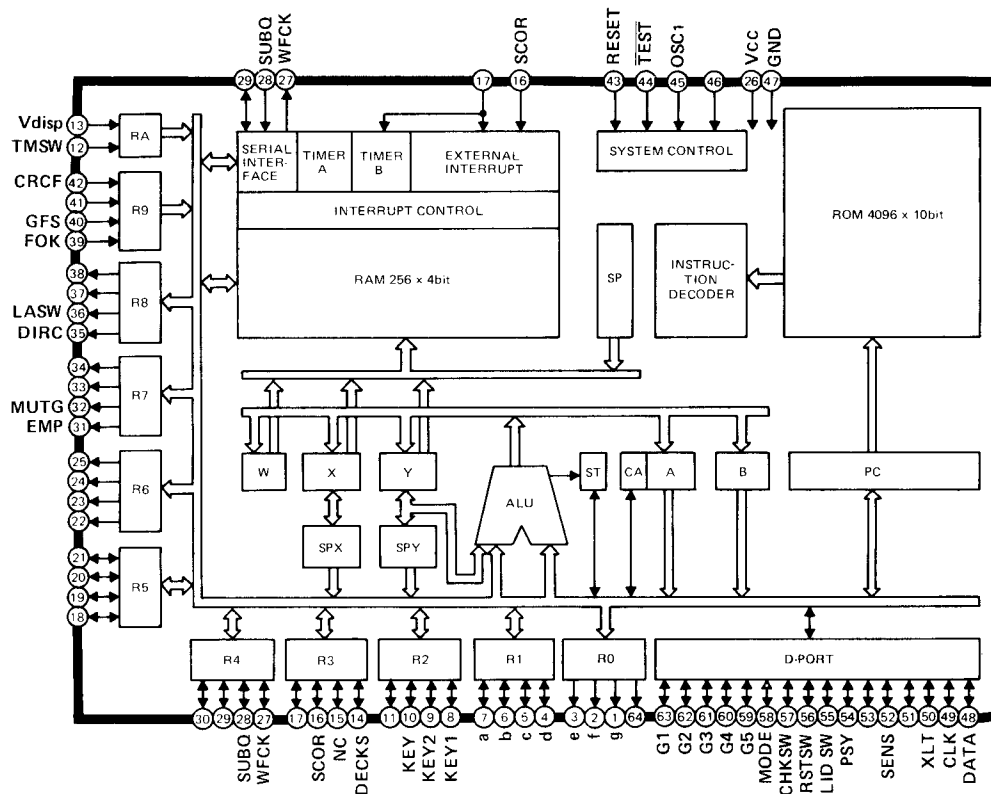 SUBQ
WFCK
SCOR
RESET
TEST
OSC1
Vcc
GND
29 28 27 17 16 43 44 45 46 26 47
Vdisp 13
TMSW 12
RA
CRCF 42
41
GFS 40
FOK 39
R9
38
37
LASW 36
DIRC 35
R8
34
33
MUTG 32
EMP 31
R7
25
24
23
22
R6
21
20
19
18
R5
SERIAL
INTER-
FACE
TIMER
A
TIMER
B
EXTERNAL
INTERRUPT
INTERRUPT CONTROL
RAM 256 x 4bit
SYSTEM CONTROL
SP
INSTRUC-
TION
DECODER
ROM 4096 x 10bit
W
X
Y
ALU
ST
CA
A
B
PC
SPX
SPY
R4
R3
R2
R1
R0
D-PORT
30 29 28 27 17 16 15 14 11 10 9 8 7 6 5 4 3 2 1 64 63 62 61 60 59 58 57 56 55 54 53 52 51 50 49 48
SUBQ
WFCK
SCOR
NC
DECKS
KEY
KEY2
KEY1
a
b
c
d
e
f
g
G1
G2
G3
G4
G5
MODE
CHKSW
RSTSW
LID SW
PSY
SENS
XLT
CLK
DATA